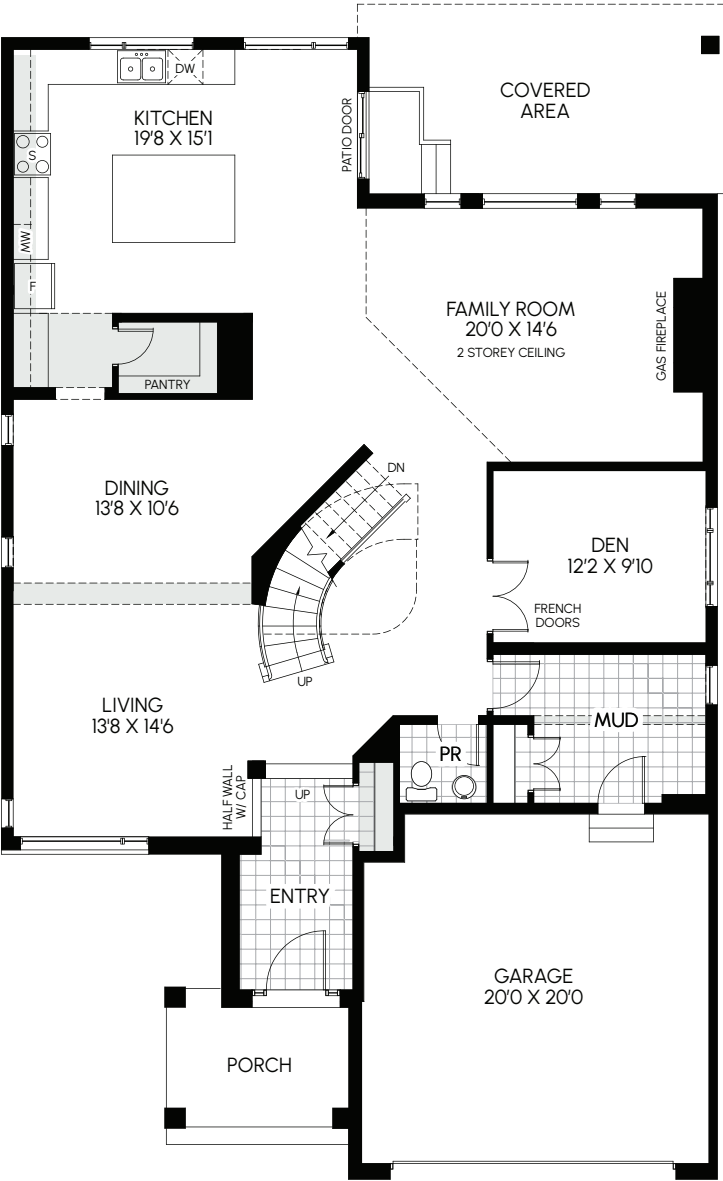 COVERED
AREA
DW
KITCHEN
19'8 X 15'1
PATIO DOOR
S
MW
F
FAMILY ROOM
20'0 X 14'6
2 STOREY CEILING
GAS FIREPLACE
PANTRY
DINING
13'8 X 10'6
DN
DEN
12'2 X 9'10
FRENCH
DOORS
UP
LIVING
13'8 X 14'6
MUD
PR
HALF WALL
W/ CAP
UP
ENTRY
GARAGE
20'0 X 20'0
PORCH